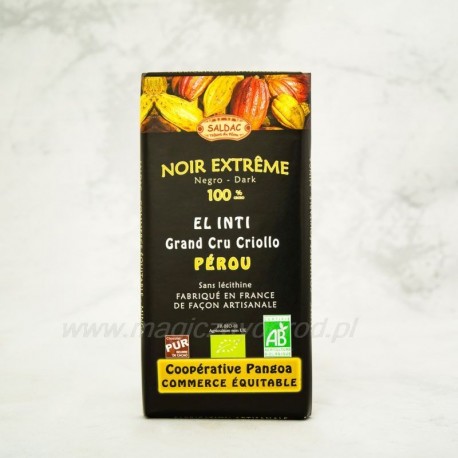 SALDAC
NOIR EXTRÊME
Negro - Dark
100 %
EL INTI
Grand Cru Criollo
PÉROU
Sans lécithine
FABRIQUÉ EN FRANCE
DE FAÇON ARTISANALE
PUR
AB
Coopérative Pangoa
COMMERCE ÉQUITABLE